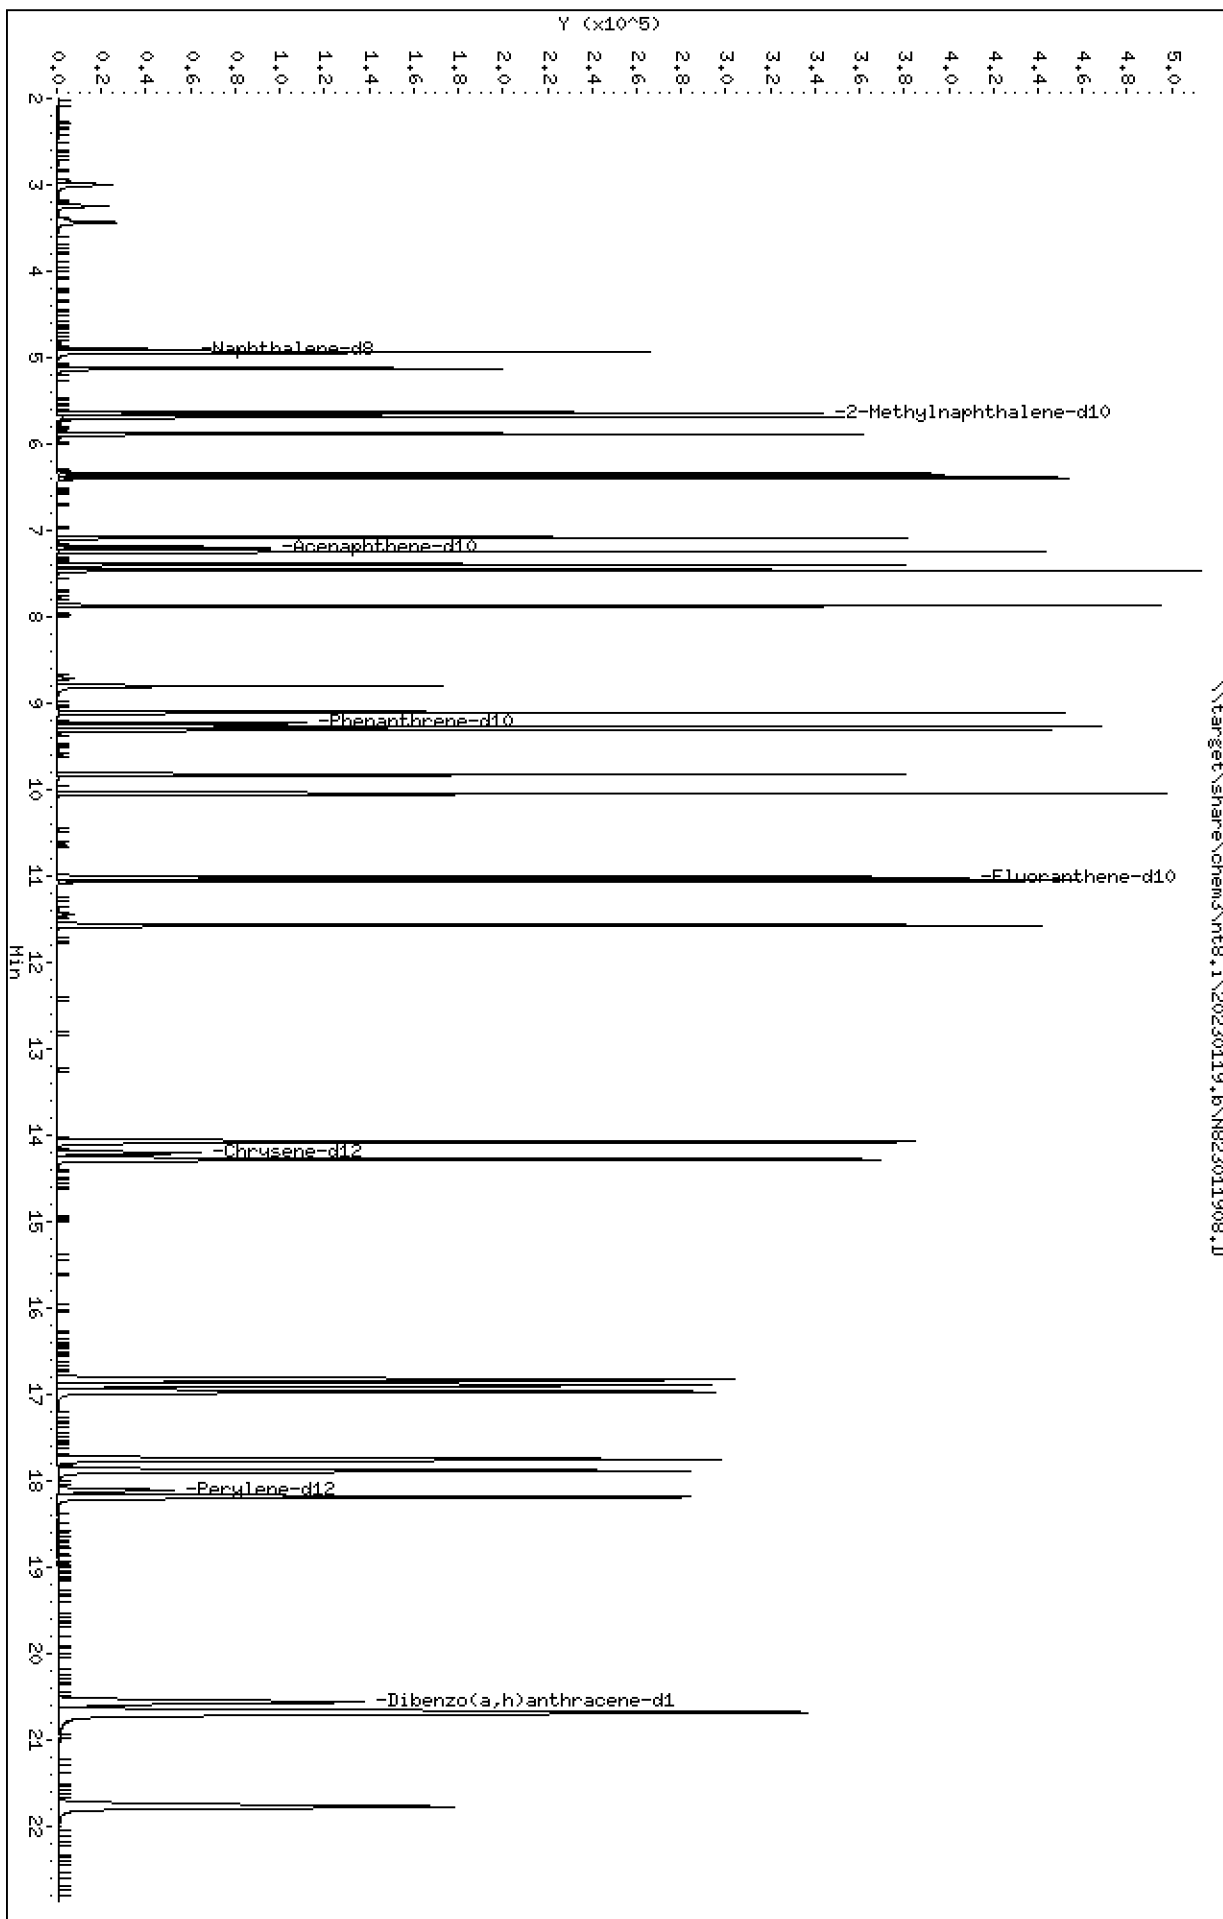 \\target\share\chem3\nt8.i\20230119.b\N823011908.D
Y (x10^5)
5.0
4.8
4.6
4.4
4.2
4.0
3.8
3.6
3.4
3.2
3.0
2.8
2.6
2.4
2.2
2.0
1.8
1.6
1.4
1.2
1.0
0.8
0.6
0.4
0.2
0.0
-Naphthalene-d8
-2-Methylnaphthalene-d10
-Acenaphthene-d10
-Phenanthrene-d10
-Fluoranthene-d10
-Chrysene-d12
-Perylene-d12
-Dibenzo(a,h)anthracene-d1
2 3 4 5 6 7 8 9 10 11 12 13 14 15 16 17 18 19 20 21 22
Min